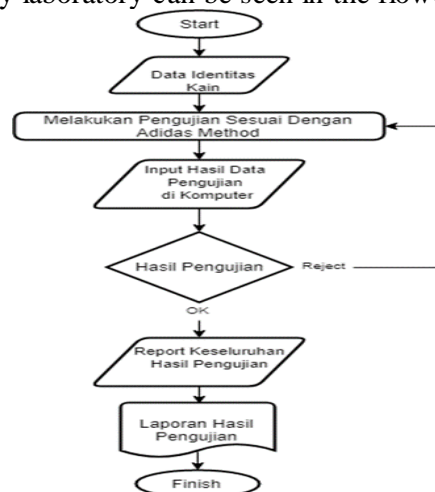 y laboratory can be seen in the flow
Start
Data Identitas
Kain
Melakukan Pengujian Sesuai Dengan
Adidas Method
Input Hasil Data
Pengujian
di Komputer
Hasil Pengujian
Reject
OK
Report Keseluruhan
Hasil Pengujian
Laporan Hasil
Pengujian
Finish